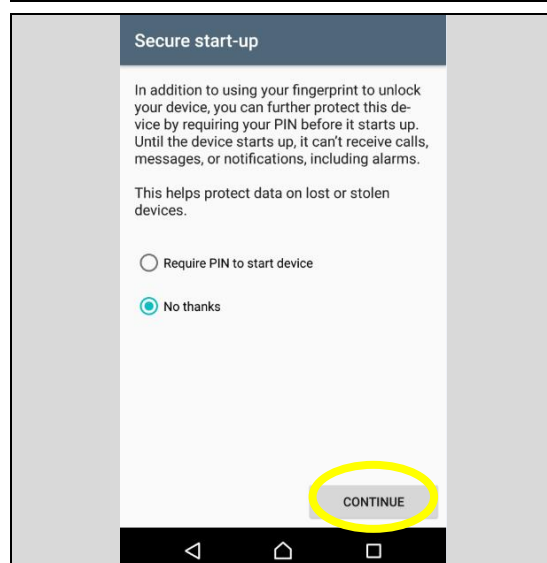 Secure start-up
In addition to using your fingerprint to unlock
your device, you can further protect this de-
vice by requiring your PIN before it starts up.
Until the device starts up, it can't receive calls,
messages, or notifications, including alarms.
This helps protect data on lost or stolen
devices.
Require PIN to start device
No thanks
CONTINUE